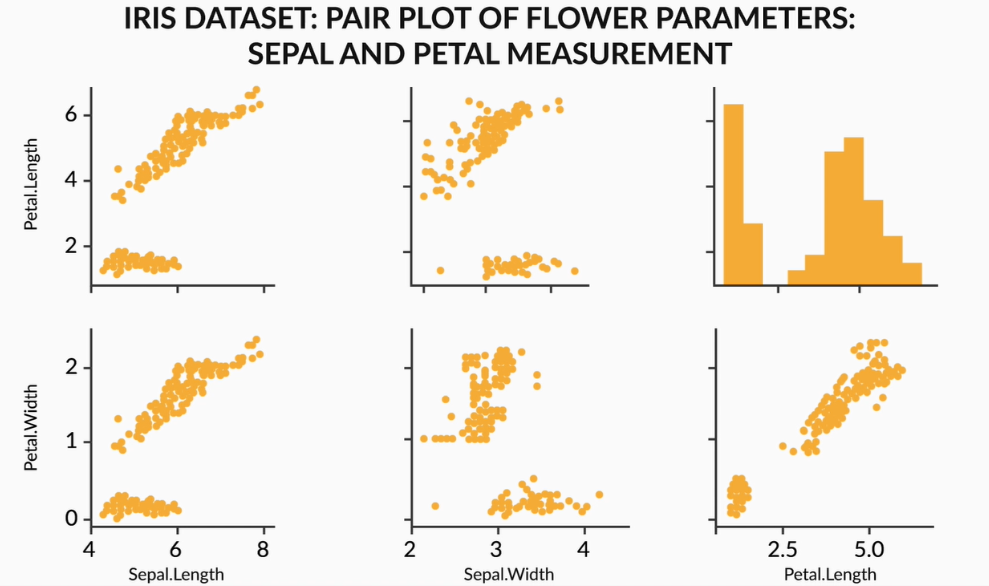 IRIS DATASET: PAIR PLOT OF FLOWER PARAMETERS:
SEPAL AND PETAL MEASUREMENT
Petal.Length
6
4
2
Petal.Width
2
1
0
4 6 8
2 3 4
2.5 5.0
Sepal.Length
Sepal.Width
Petal.Length